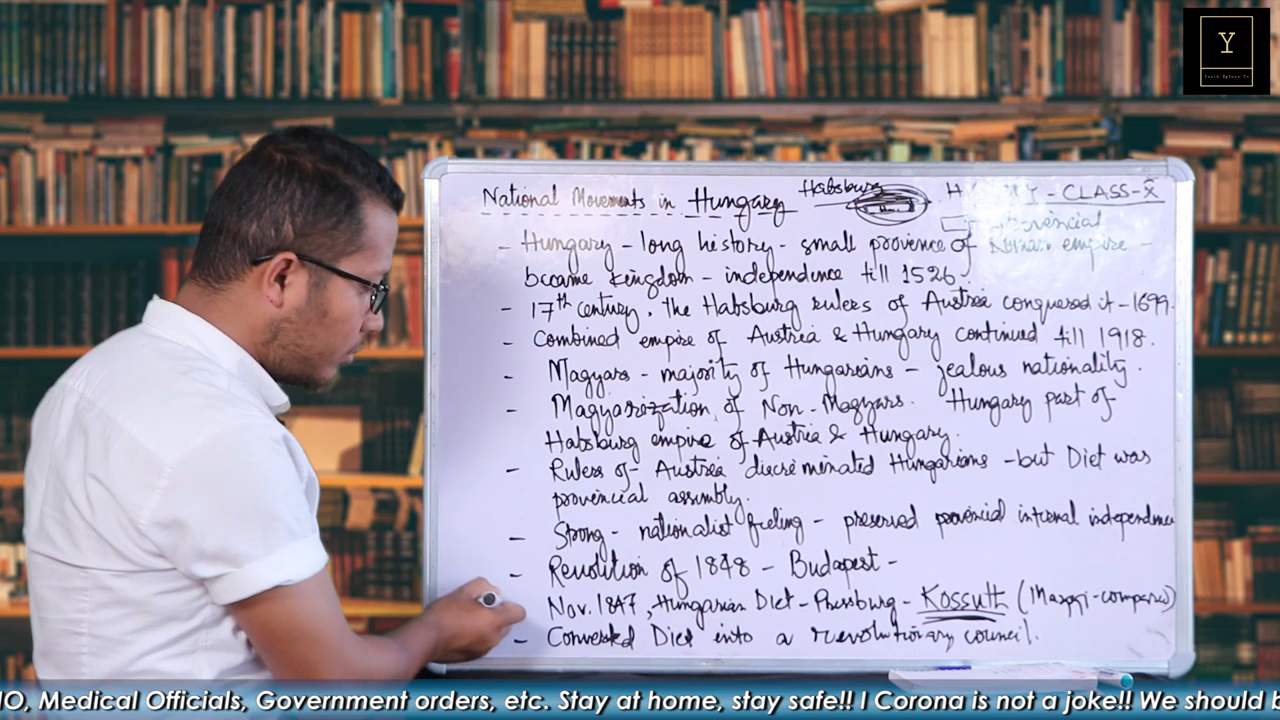 Y
National Movements in Hungary Habsburg Y - CLASS-X
provincial
- Hungary - long history - small provence of Roman empire -
became kingdom - independence till 1526.
- 17th century. the Habsburg rulers of Austria conquered it - 1699.
- Combined empire of Austria & Hungary continued till 1918.
- Magyars - majority of Hungarians - jealous nationality.
- Magyarization of Non-Magyars. Hungary part of
Habsburg empire of Austria & Hungary.
- Rulers of Austria discriminated Hungarians - but Diet was
provincial assembly.
- Strong - nationalist feeling - preserved provincial internal independence
- Revolution of 1848 - Budapest -
Nov. 1847, Hungarian Diet - Pressburg - Kossuth (Mazzi - compared)
- Converted Diet into a revolutionary council.
IO, Medical Officials, Government orders, etc. Stay at home, stay safe!! I Corona is not a joke!! We should b